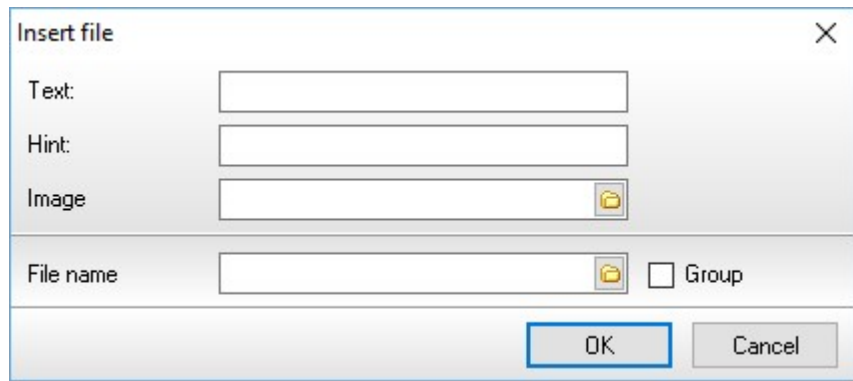 Insert file
Text:
Hint:
Image
File name
Group
OK
Cancel